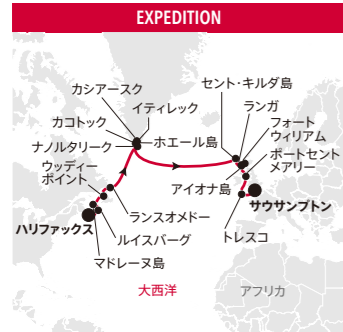 EXPEDITION
カシアースク
カコトック
ナノルタリーク
ウッディー
ポイント
ハリファックス
イティレック
ホエール島
ランスオメドー
ルイスバーグ
マドレーヌ島
セント・キルダ島
ランガ
フォート
ウィリアム
ポートセント
メアリー
アイオナ島
サウサンプトン
トレスコ
大西洋
アフリカ